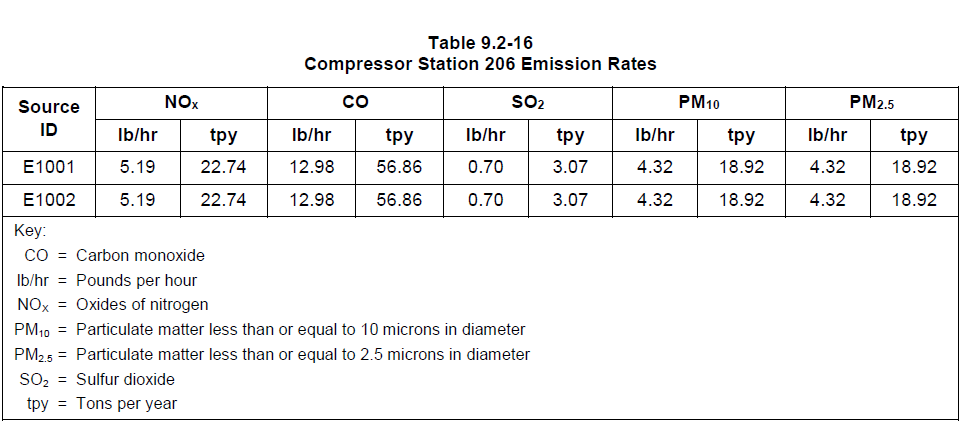 Table 9.2-16
Compressor Station 206 Emission Rates
Source ID NOX CO SO2 PM10 PM2.5
lb/hr tpy lb/hr tpy lb/hr tpy lb/hr tpy lb/hr tpy
E1001 5.19 22.74 12.98 56.86 0.70 3.07 4.32 18.92 4.32 18.92
E1002 5.19 22.74 12.98 56.86 0.70 3.07 4.32 18.92 4.32 18.92
Key:
CO = Carbon monoxide
lb/hr = Pounds per hour
NOX = Oxides of nitrogen
PM10 = Particulate matter less than or equal to 10 microns in diameter
PM2.5 = Particulate matter less than or equal to 2.5 microns in diameter
SO2 = Sulfur dioxide
tpy = Tons per year